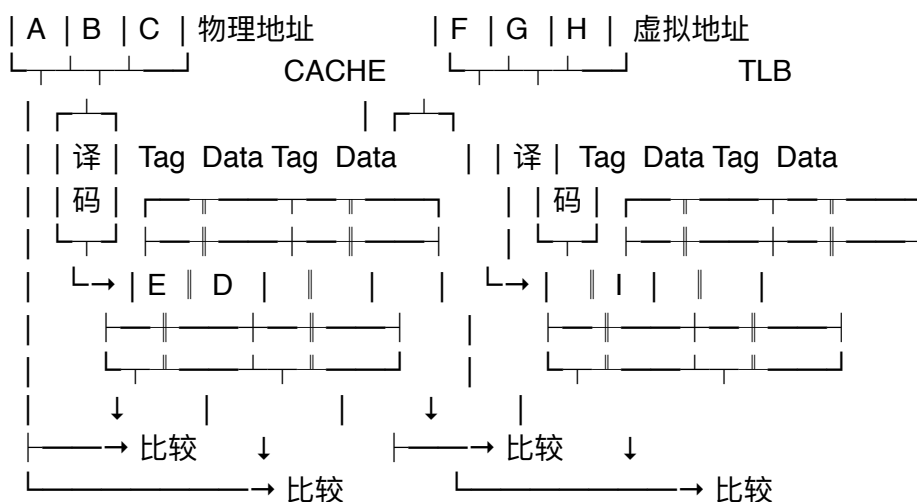 | A | B | C | 物理地址 | F | G | H | 虚拟地址
CACHE TLB
译 Tag Data Tag Data 译 Tag Data Tag Data
码 码
E D I
比较 比较
比较 比较